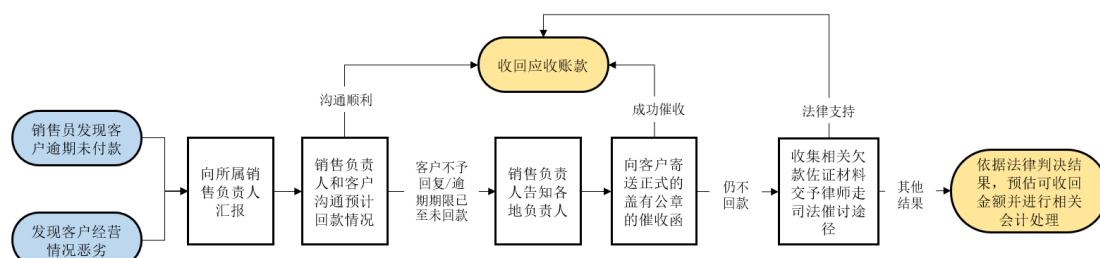 收回应收账款
沟通顺利
成功催收
法律支持
销售员发现客
户逾期未付款
发现客户经营
情况恶劣
向所属销
售负责人
汇报
销售负责
人和客户
沟通预计
回款情况
客户不予
回复/逾
期期限已
至未回款
销售负责
人告知各
地负责人
向客户寄
送正式的
盖有公章
的催收函
仍不
回款
收集相关欠
款佐证材料
交予律师走
司法催讨途
径
其他
结果
依据法律判决结
果，预估可收回
金额并进行相关
会计处理